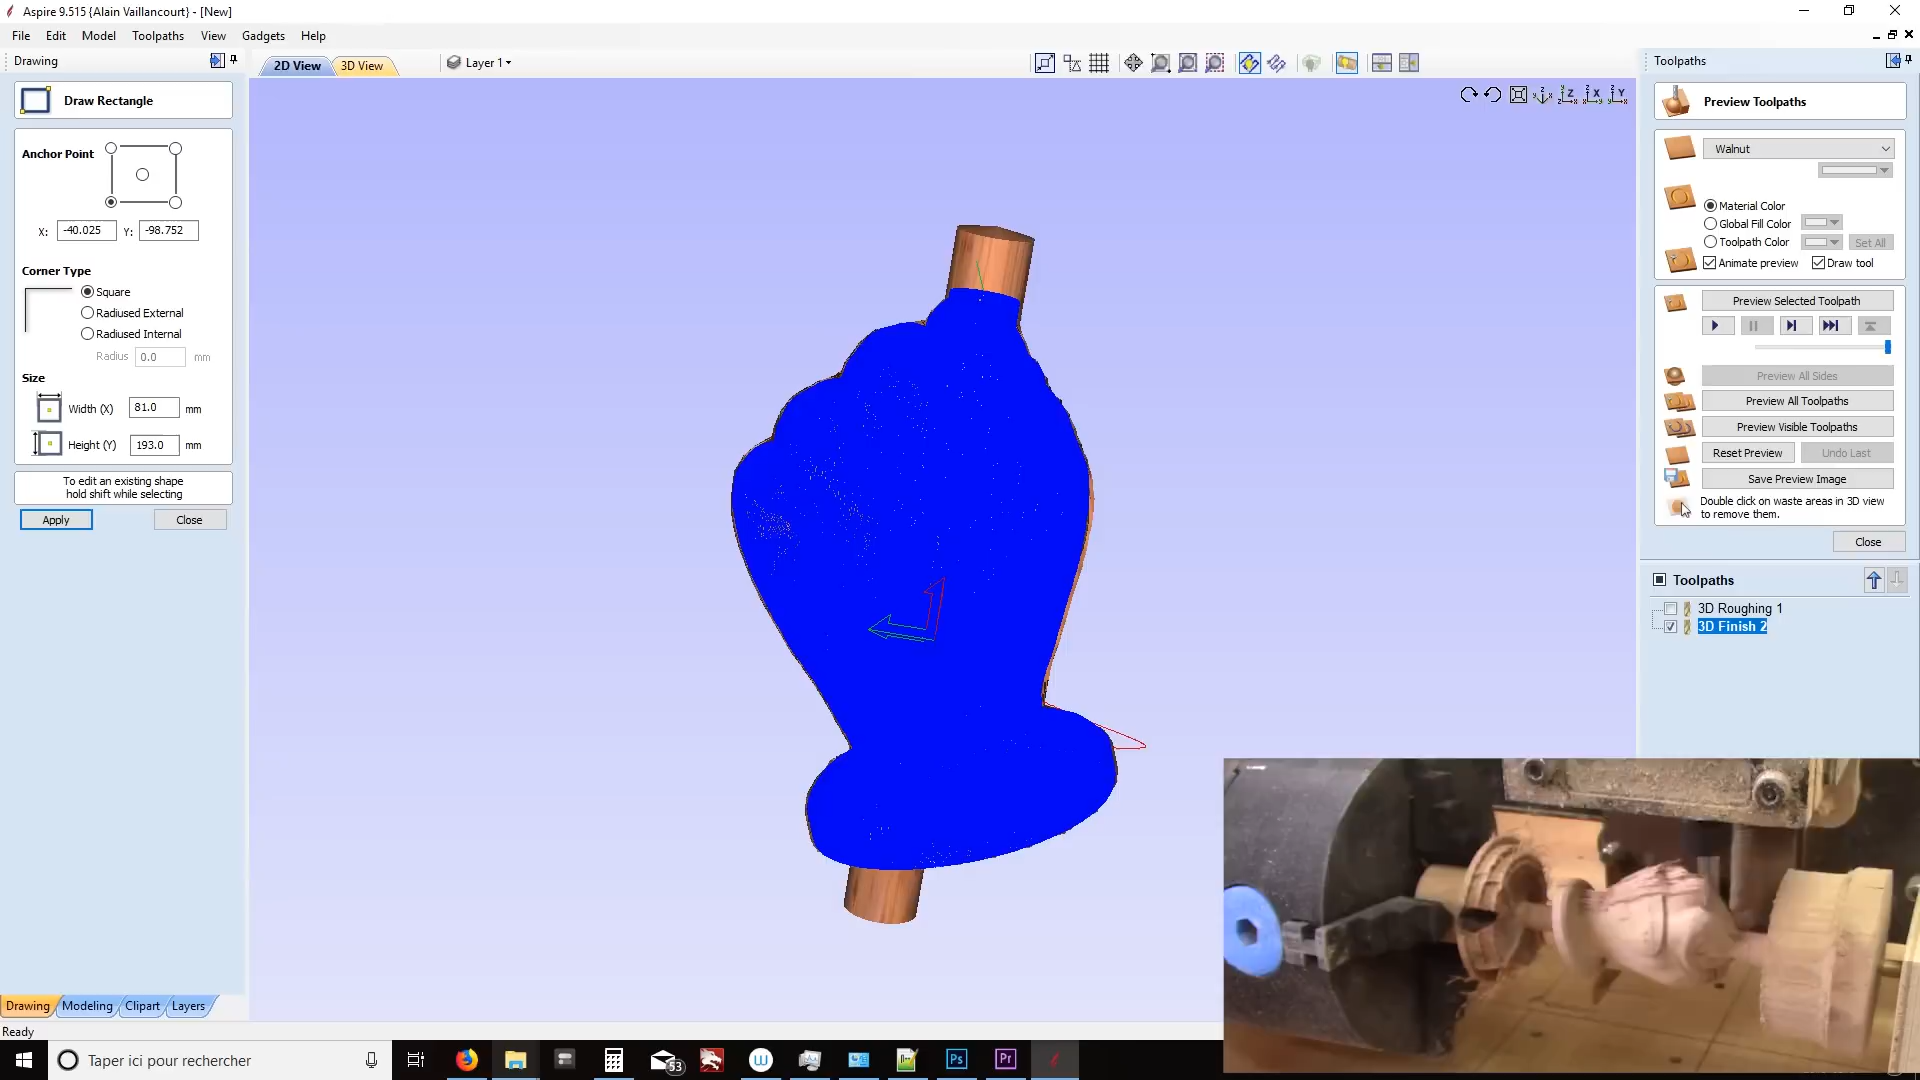 Aspire 9.515 {Alain Vaillancourt} - [New]
File Edit Model Toolpaths View Gadgets Help
Drawing
2D View 3D View Layer 1
Toolpaths
Draw Rectangle
Anchor Point
X: -40.025 Y: -98.752
Corner Type
Square
Radiused External
Radiused Internal
Radius 0.0 mm
Size
Width (X) 81.0 mm
Height (Y) 193.0 mm
To edit an existing shape
hold shift while selecting
Apply Close
Z X Y
Preview Toolpaths
Walnut
Material Color
Global Fill Color
Toolpath Color Set All
Animate preview Draw tool
Preview Selected Toolpath
Preview All Sides
Preview All Toolpaths
Preview Visible Toolpaths
Reset Preview Undo Last
Save Preview Image
Double click on waste areas in 3D view
to remove them.
Close
Toolpaths
3D Roughing 1
3D Finish 2
Drawing Modeling Clipart Layers
Ready
Taper ici pour rechercher
53
W
Ps
Pr